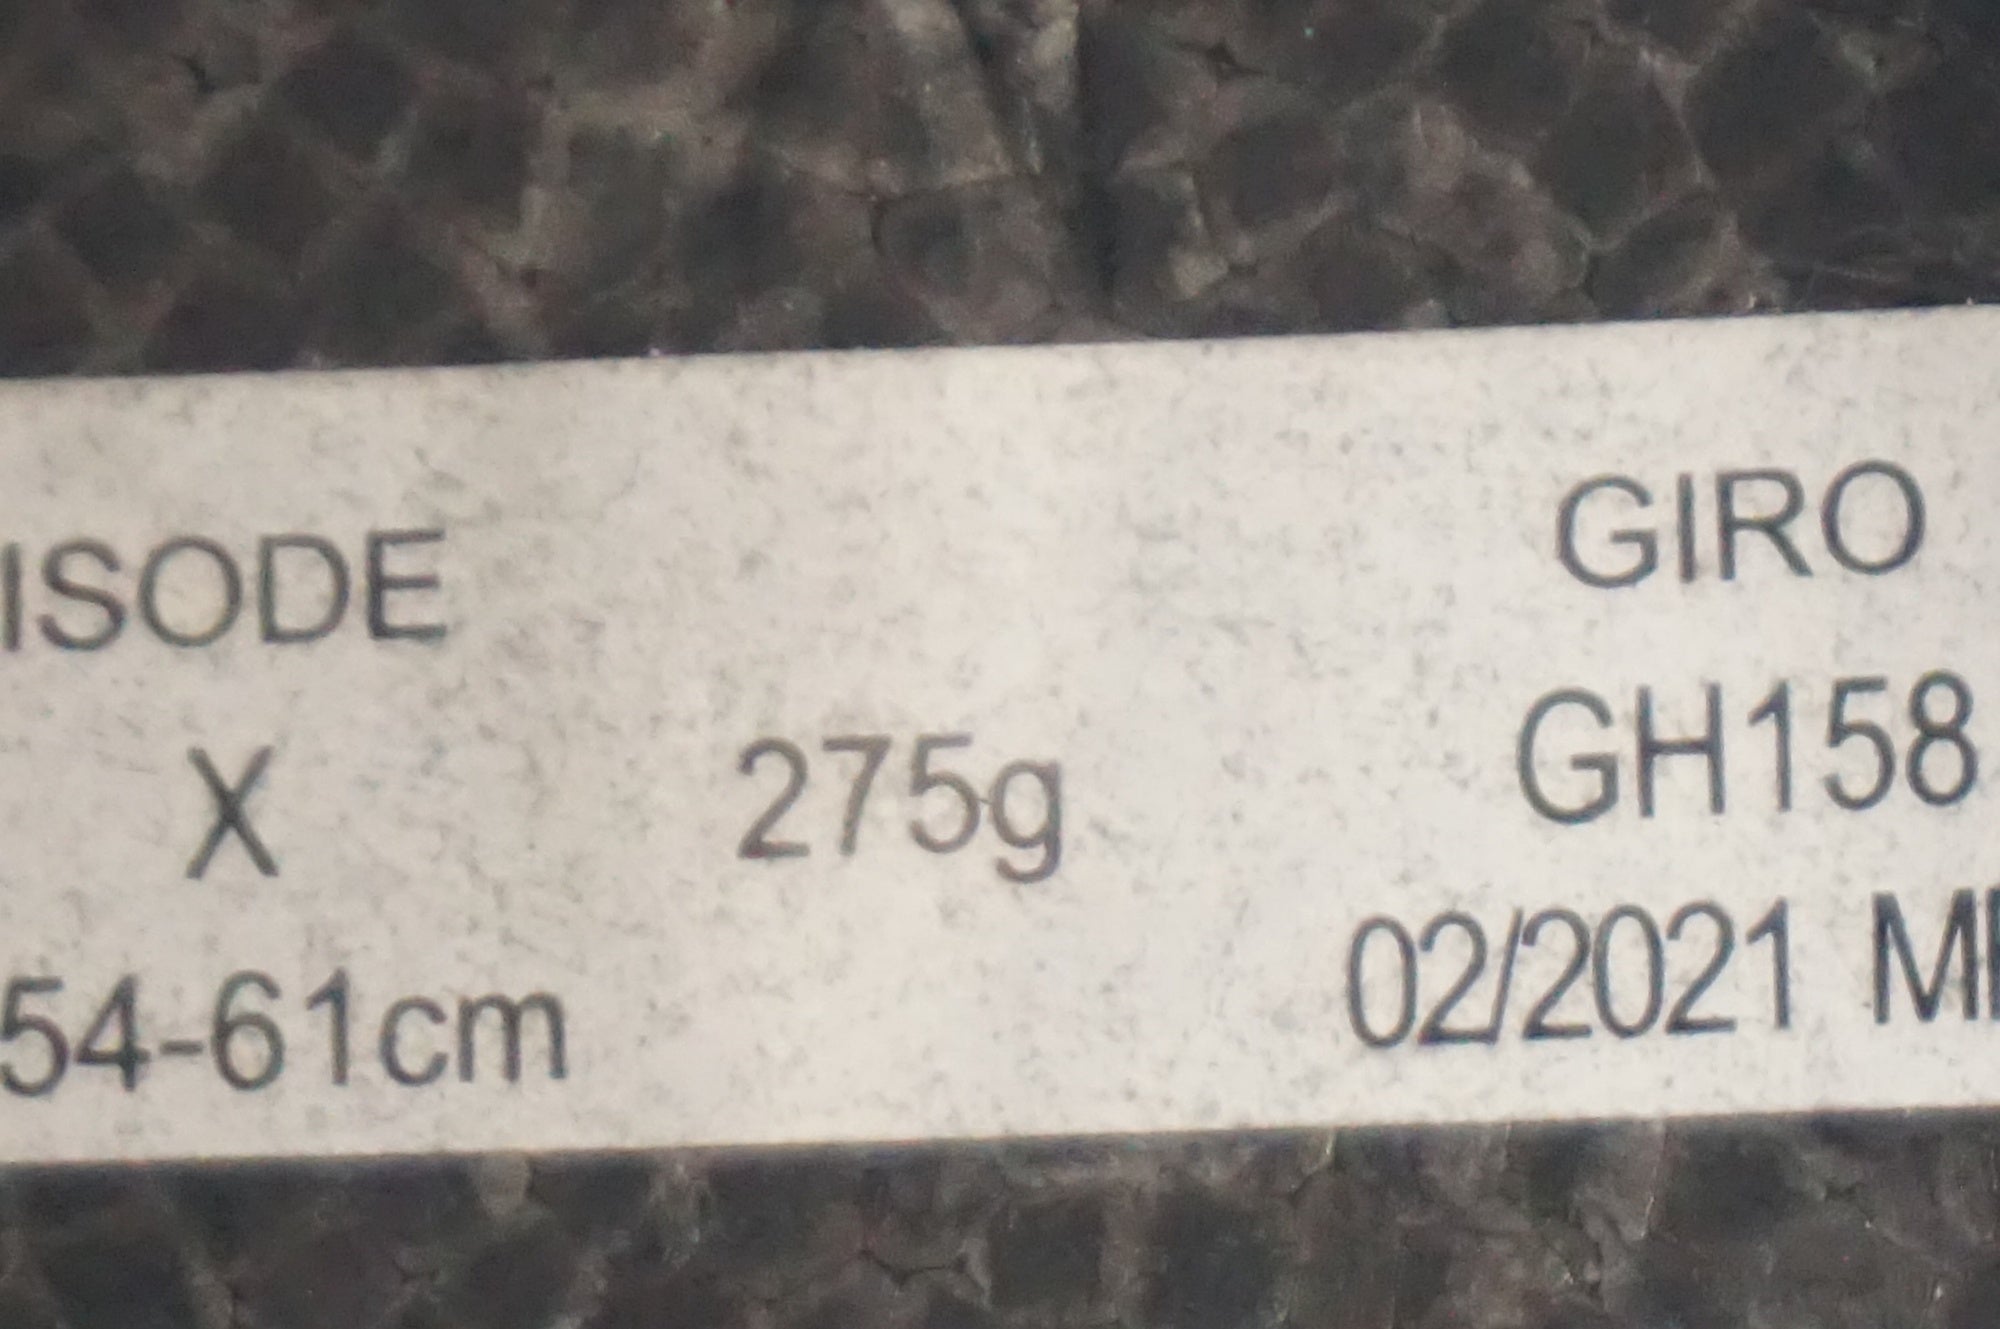 ISODE
X 275g
54-61cm
GIRO
GH158
02/2021